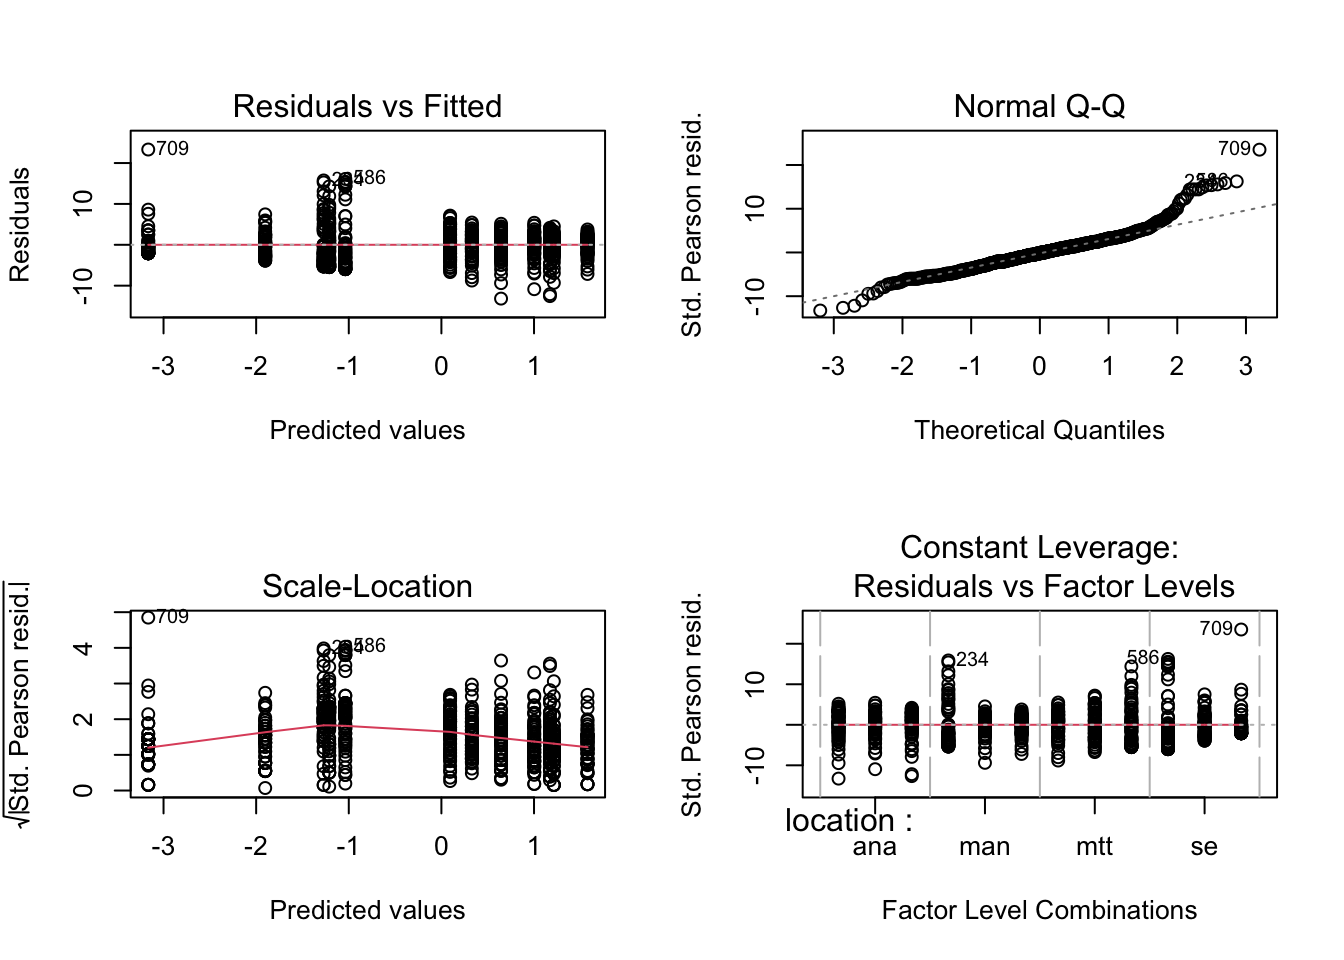 Residuals vs Fitted
Residuals
10
-10
709
586
-3 -2 -1 0 1
Predicted values
Normal Q-Q
Std. Pearson resid.
10
-10
709
-3 -2 -1 0 1 2 3
Theoretical Quantiles
Scale-Location
√|Std. Pearson resid.|
4
2
0
709
586
-3 -2 -1 0 1
Predicted values
Constant Leverage:
Residuals vs Factor Levels
Std. Pearson resid.
10
-10
709
234
586
location :
ana man mtt se
Factor Level Combinations